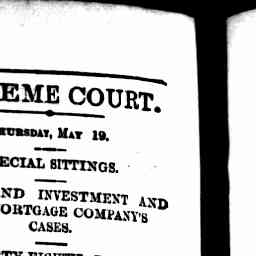 EME COURT.
HURSDAY, MAY 19.
ECIAL SITTINGS.
ND INVESTMENT AND
ORTGAGE COMPANY'S
CASES.